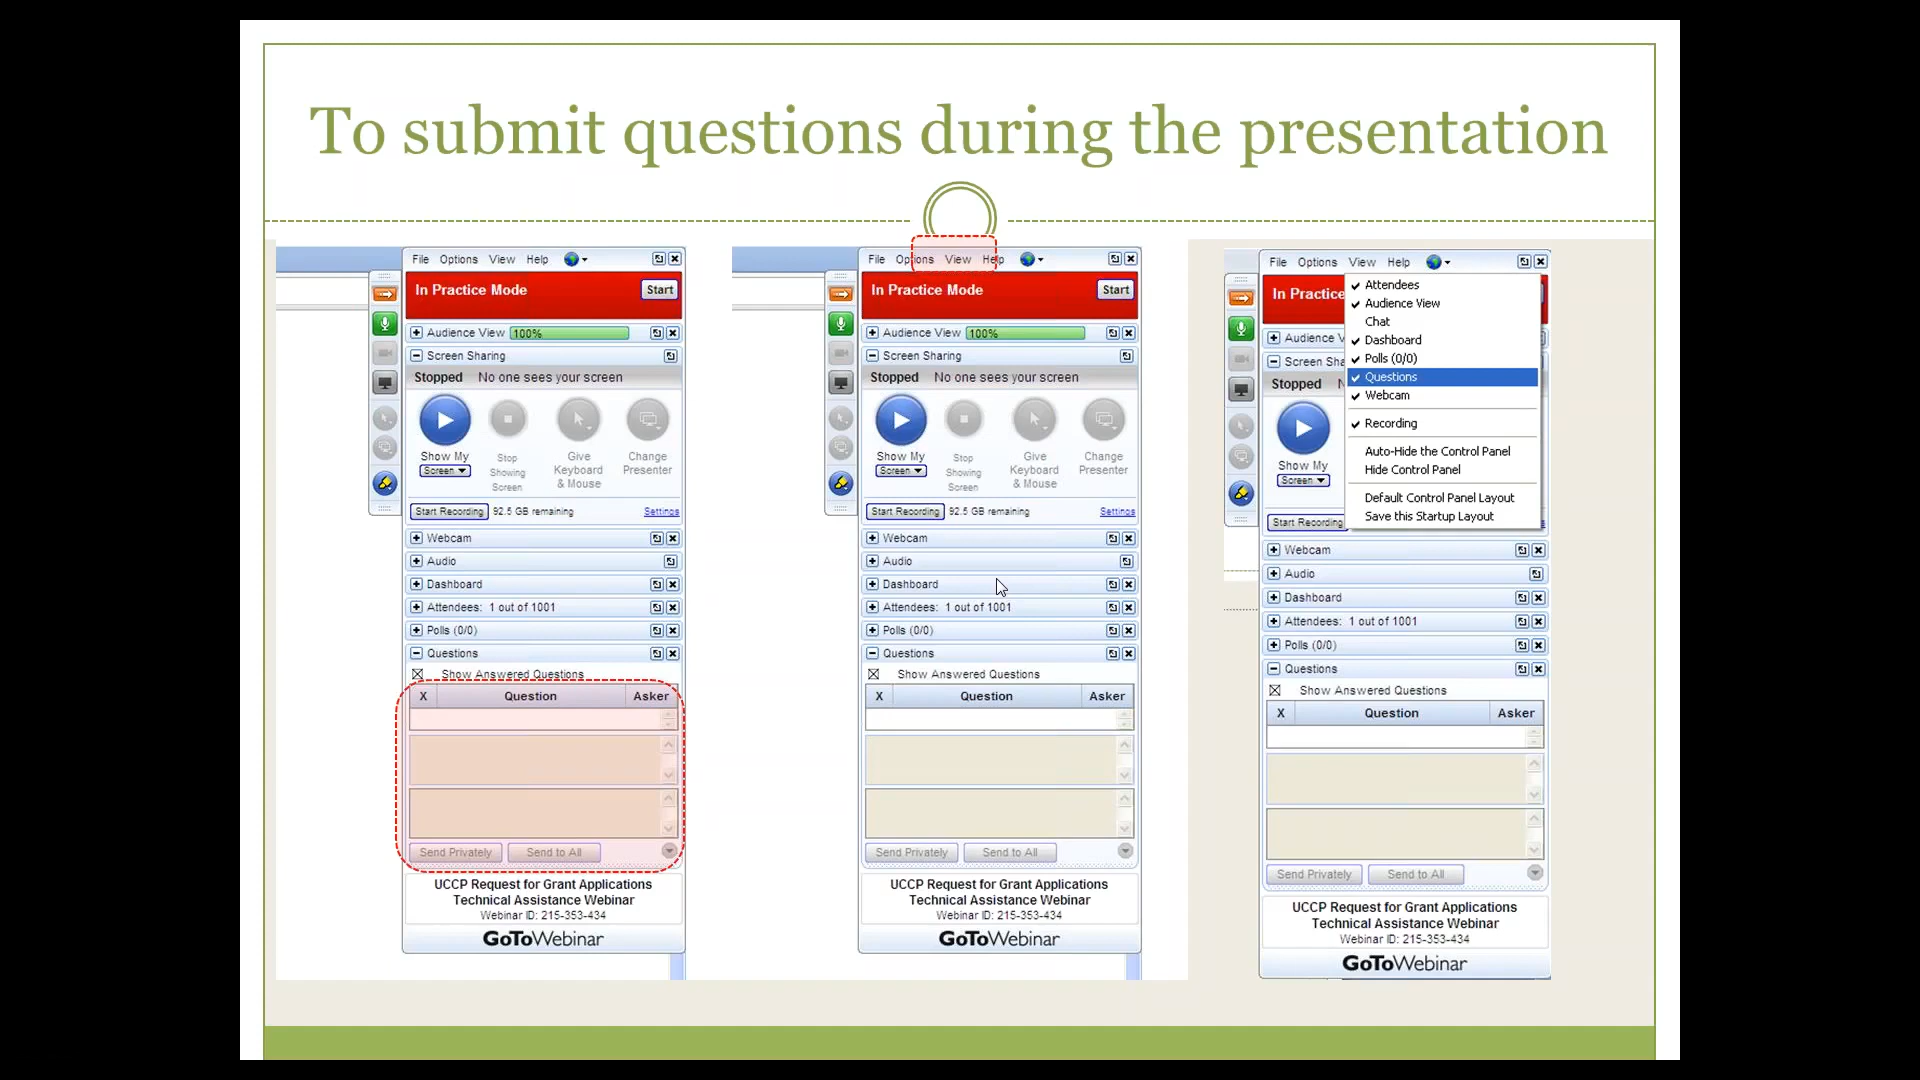 To submit questions during the presentation
File Options View Help
In Practice Mode Start
Audience View 100%
Screen Sharing
Stopped No one sees your screen
Show My
Screen
Stop
Showing
Screen
Give
Keyboard
& Mouse
Change
Presenter
Start Recording 92.5 GB remaining Settings
Webcam
Audio
Dashboard
Attendees: 1 out of 1001
Polls (0/0)
Questions
Show Answered Questions
X Question Asker
Send Privately Send to All
UCCP Request for Grant Applications
Technical Assistance Webinar
Webinar ID: 215-353-434
GoToWebinar
File Options View Help
In Practice Mode Start
Audience View 100%
Screen Sharing
Stopped No one sees your screen
Show My
Screen
Stop
Showing
Screen
Give
Keyboard
& Mouse
Change
Presenter
Start Recording 92.5 GB remaining Settings
Webcam
Audio
Dashboard
Attendees: 1 out of 1001
Polls (0/0)
Questions
Show Answered Questions
X Question Asker
Send Privately Send to All
UCCP Request for Grant Applications
Technical Assistance Webinar
Webinar ID: 215-353-434
GoToWebinar
File Options View Help
In Practice
Audience V
Screen Sha
Stopped N
Show My
Screen
Start Recording
Attendees
Audience View
Chat
Dashboard
Polls (0/0)
Questions
Webcam
Recording
Auto-Hide the Control Panel
Hide Control Panel
Default Control Panel Layout
Save this Startup Layout
Webcam
Audio
Dashboard
Attendees: 1 out of 1001
Polls (0/0)
Questions
Show Answered Questions
X Question Asker
Send Privately Send to All
UCCP Request for Grant Applications
Technical Assistance Webinar
Webinar ID: 215-353-434
GoToWebinar